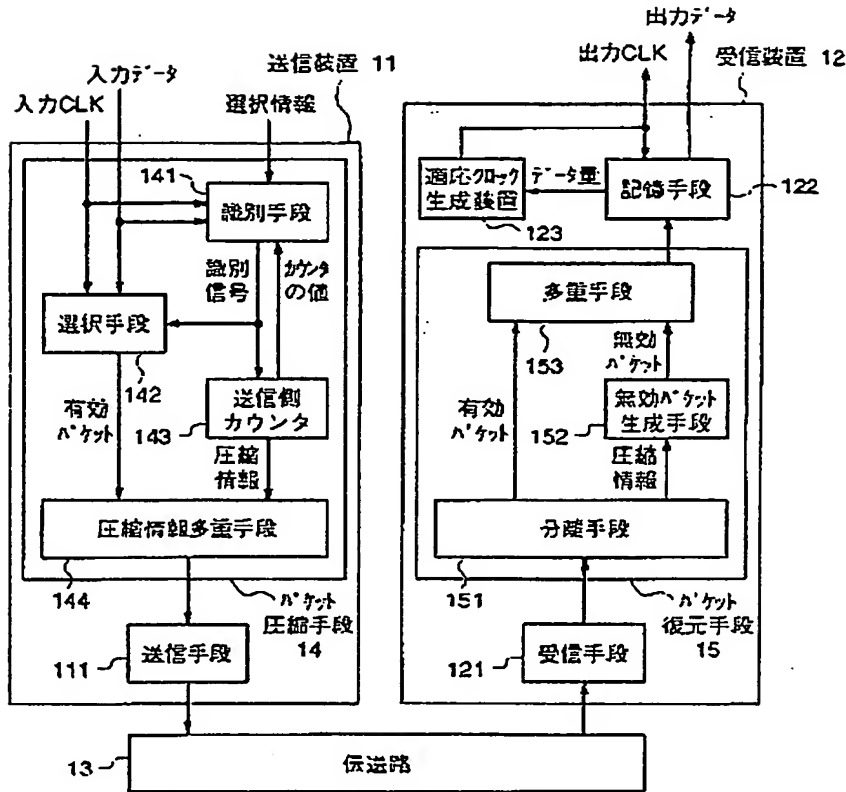 出力データ
出力CLK
送信装置 11
受信装置 12
入力データ
入力CLK
選択情報
141
識別手段
適応クロック
生成装置
データ量
記憶手段
122
123
識別
信号
カウンタ
の値
多重手段
選択手段
153
無効
パケット
142
有効
パケット
143
送信側
カウンタ
有効
パケット
152
無効パケット
生成手段
圧縮
情報
圧縮
情報
圧縮情報多重手段
分離手段
144
151
パケット
圧縮手段
14
パケット
復元手段
15
111
送信手段
121
受信手段
13
伝送路